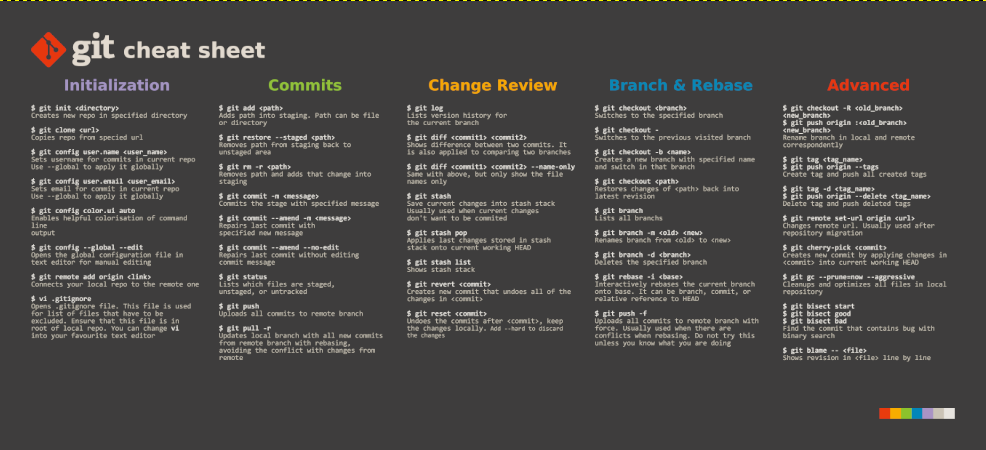 git cheat sheet
Initialization
$ git init <directory>
Creates new repo in specified directory
$ git clone <url>
Copies repo from specied url
$ git config user.name <user_name>
Sets username for commits in current repo
Use --global to apply it globally
$ git config user.email <user_email>
Sets email for commit in current repo
Use --global to apply it globally
$ git config color.ui auto
Enables helpful colorisation of command
line
output
$ git config --global --edit
Opens the global configuration file in
text editor for manual editing
$ git remote add origin <link>
Connects your local repo to the remote one
$ vi .gitignore
Opens .gitignore file. This file is used
for list of files that have to be
excluded. Ensure that this file is in
root of local repo. You can change vi
into your favourite text editor
Commits
$ git add <path>
Adds path into staging. Path can be file
or directory
$ git restore --staged <path>
Removes path from staging back to
unstaged area
$ git rm -r <path>
Removes path and adds that change into
staging
$ git commit -m <message>
Commits the stage with specified message
$ git commit --amend -m <message>
Repairs last commit with
specified new message
$ git commit --amend --no-edit
Repairs last commit without editing
commit message
$ git status
Lists which files are staged,
unstaged, or untracked
$ git push
Uploads all commits to remote branch
$ git pull -r
Updates local branch with all new commits
from remote branch with rebasing,
avoiding the conflict with changes from
remote
Change Review
$ git log
Lists version history for
the current branch
$ git diff <commit1> <commit2>
Shows difference between two commits. It
is also applied to comparing two branches
$ git diff <commit1> <commit2> --name-only
Same with above, but only show the file
names only
$ git stash
Save current changes into stash stack
Usually used when current changes
don't want to be commited
$ git stash pop
Applies last changes stored in stash
stack onto current working HEAD
$ git stash list
Shows stash stack
$ git revert <commit>
Creates new commit that undoes all of the
changes in <commit>
$ git reset <commit>
Undoes the commits after <commit>, keep
the changes locally. Add --hard to discard
the changes
Branch & Rebase
$ git checkout <branch>
Switches to the specified branch
$ git checkout -
Switches to the previous visited branch
$ git checkout -b <name>
Creates a new branch with specified name
and switch in that branch
$ git checkout <path>
Restores changes of <path> back into
latest revision
$ git branch
Lists all branchs
$ git branch -m <old> <new>
Renames branch from <old> to <new>
$ git branch -d <branch>
Deletes the specified branch
$ git rebase -i <base>
Interactively rebases the current branch
onto base. It can be branch, commit, or
relative reference to HEAD
$ git push -f
Uploads all commits to remote branch with
force. Usually used when there are
conflicts when rebasing. Do not try this
unless you know what you are doing
Advanced
$ git checkout -R <old_branch>
<new_branch>
$ git push origin :<old_branch>
<new_branch>
Rename branch in local and remote
correspondently
$ git tag <tag_name>
$ git push origin --tags
Create tag and push all created tags
$ git tag -d <tag_name>
$ git push origin --delete <tag_name>
Delete tag and push deleted tags
$ git remote set-url origin <url>
Changes remote url. Usually used after
repository migration
$ git cherry-pick <commit>
Creates new commit by applying changes in
<commit> into current working HEAD
$ git gc --prune=now --aggressive
Cleanups and optimizes all files in local
repository
$ git bisect start
$ git bisect good
$ git bisect bad
Find the commit that contains bug with
binary search
$ git blame -- <file>
Shows revision in <file> line by line